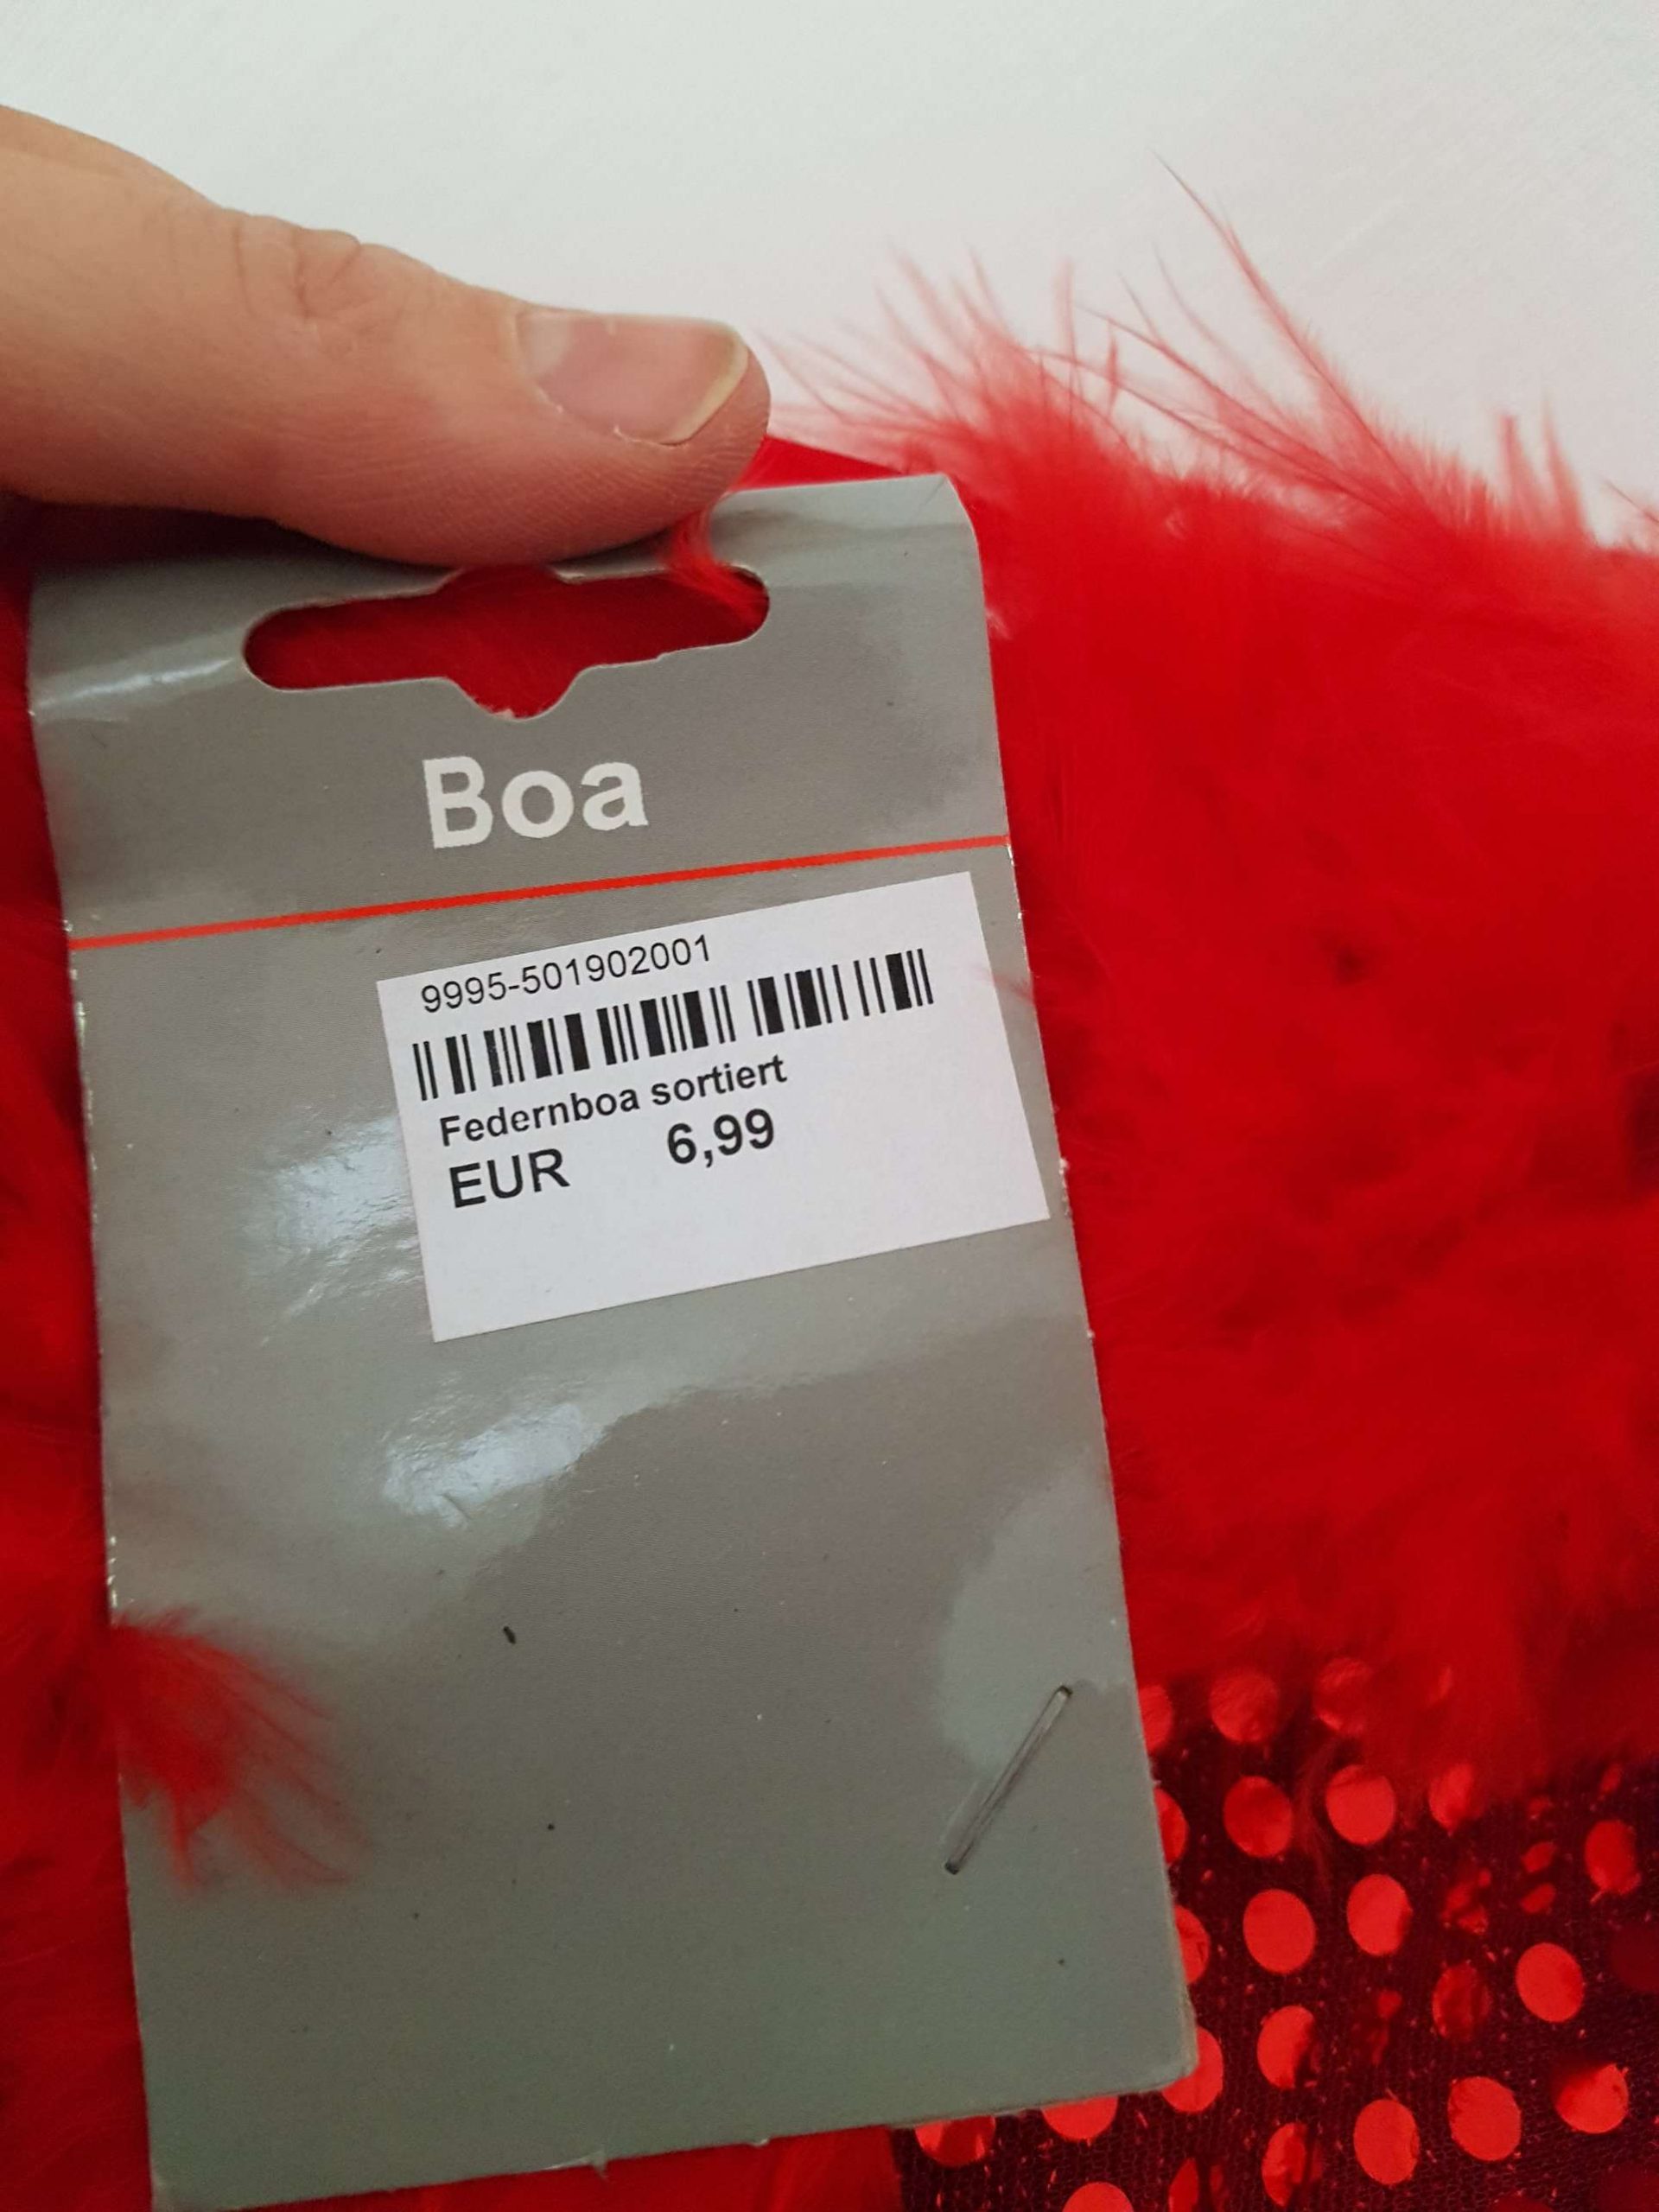 Boa
9995-501902001
Federnboa sortiert
EUR 6,99